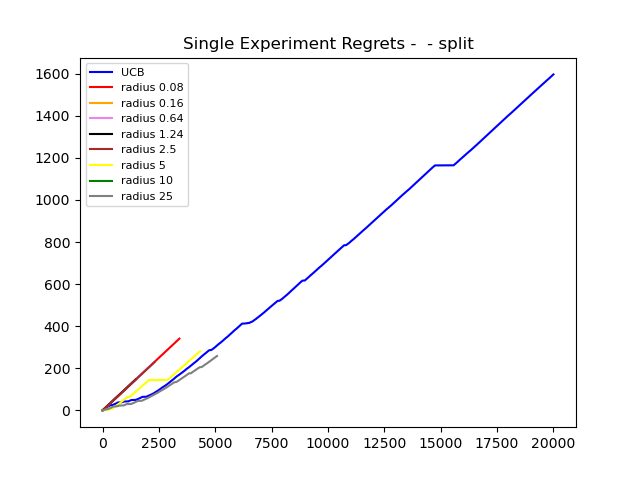 Single Experiment Regrets -  - split
UCB
radius 0.08
radius 0.16
radius 0.64
radius 1.24
radius 2.5
radius 5
radius 10
radius 25
1600
1400
1200
1000
800
600
400
200
0
0 2500 5000 7500 10000 12500 15000 17500 20000